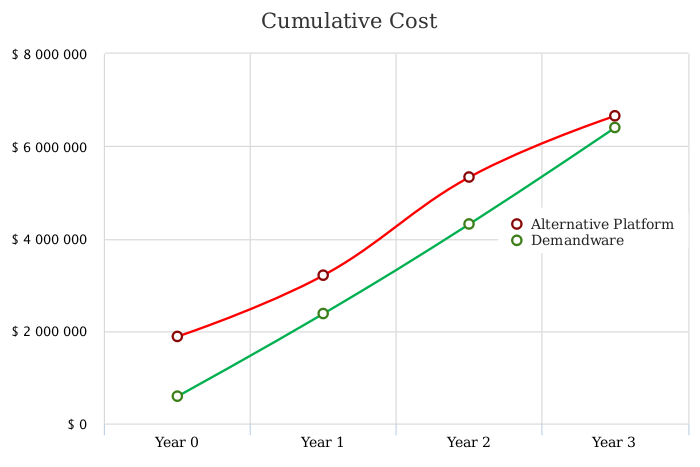 Cumulative Cost
$ 8 000 000
$ 6 000 000
$ 4 000 000
$ 2 000 000
$ 0
Alternative Platform
Demandware
Year 0
Year 1
Year 2
Year 3